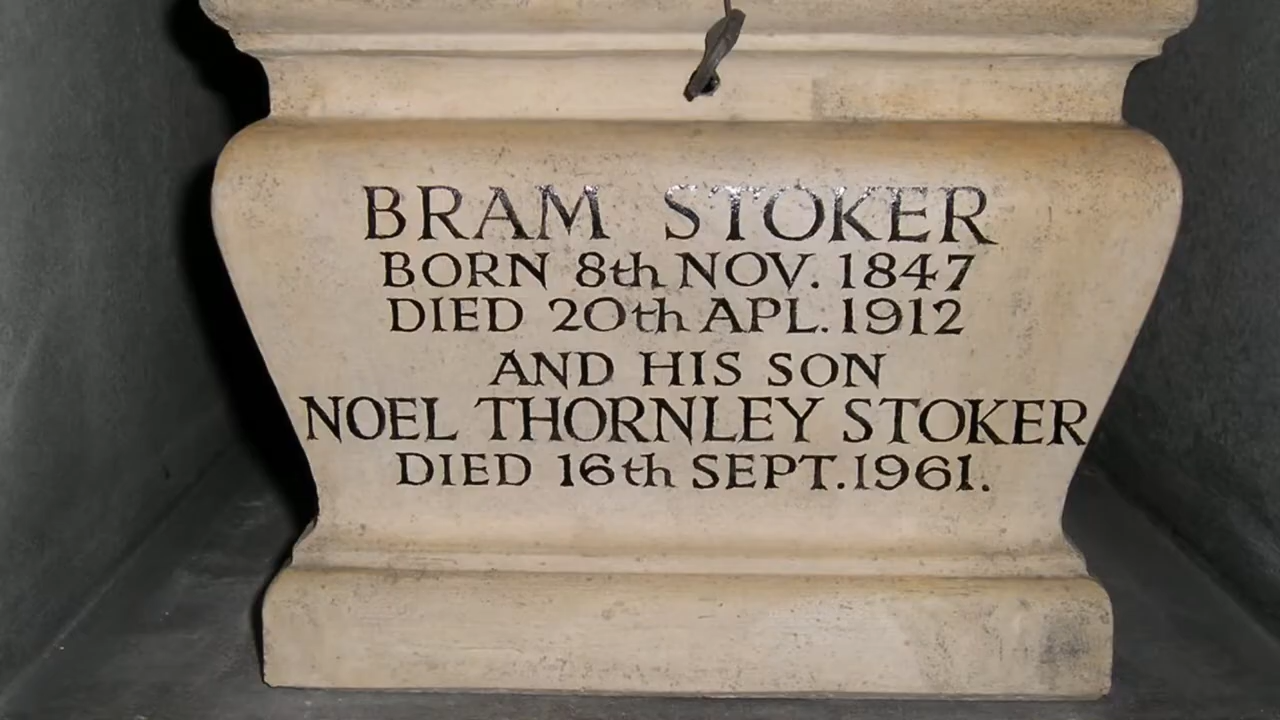 BRAM STOKER
BORN 8th NOV. 1847
DIED 20th APL. 1912
AND HIS SON
NOEL THORNLEY STOKER
DIED 16th SEPT. 1961.